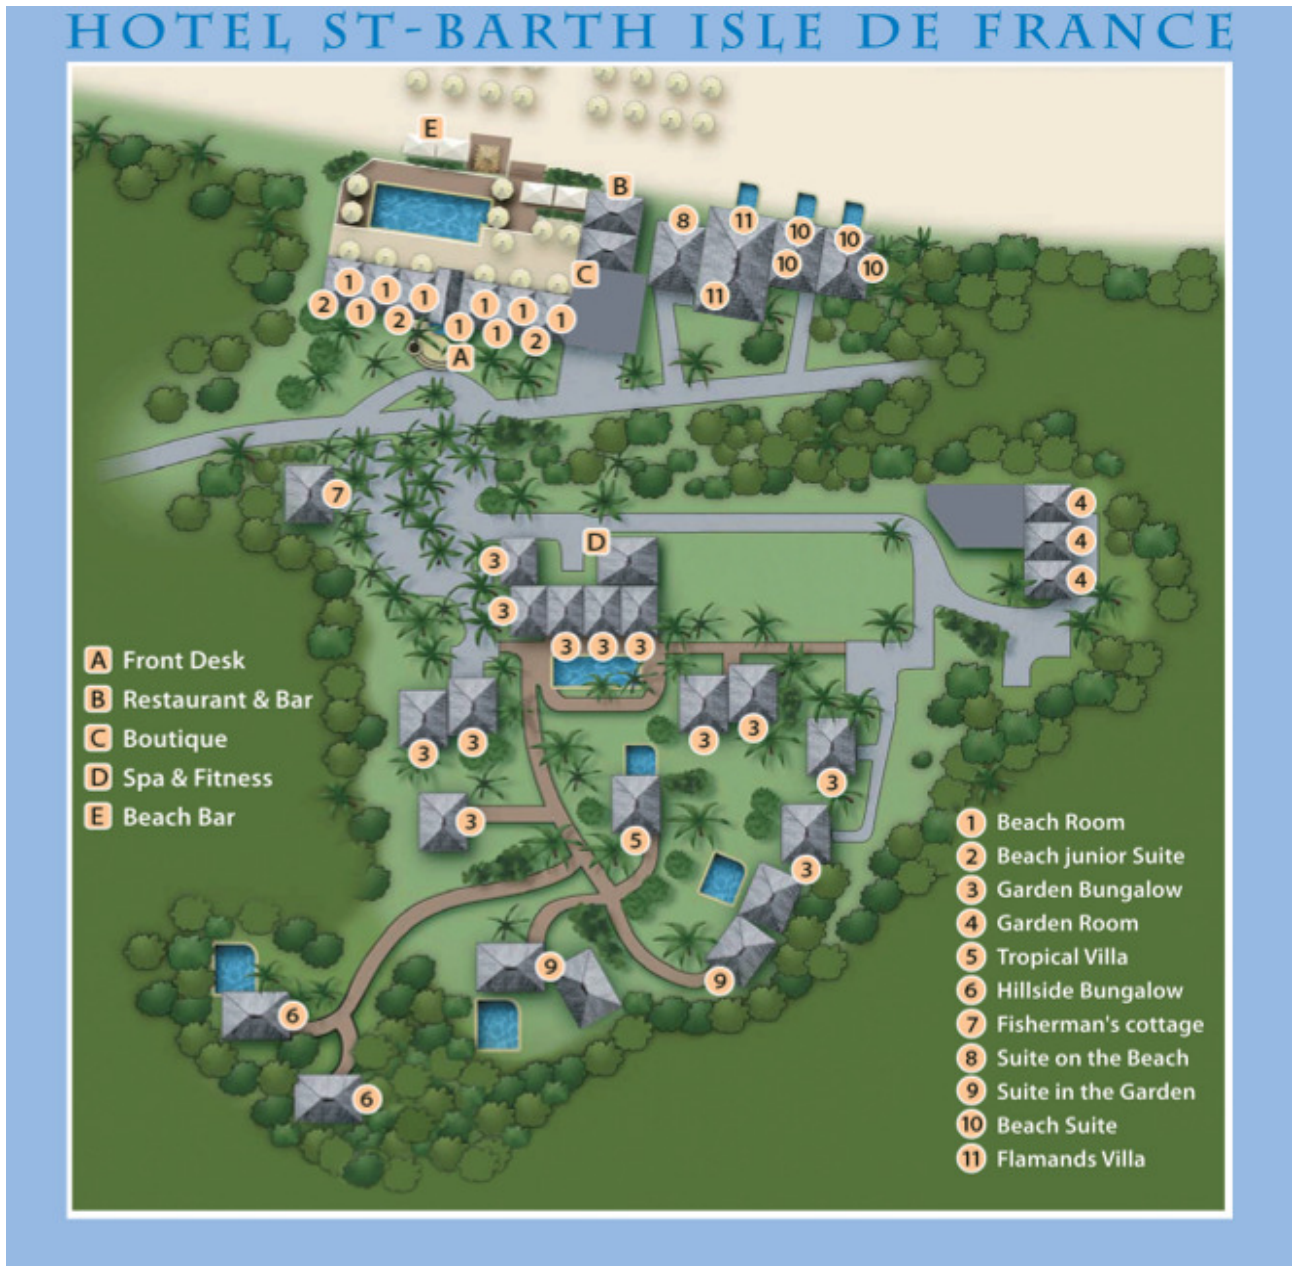 HOTEL ST-BARTH ISLE DE FRANCE
E
B
8
11
10
10
10
10
11
C
1
1
1
1
1
1
2
1
2
1
1
2
A
7
4
4
4
D
3
3
3
3
3
3
3
3
3
3
3
3
5
9
9
6
6
A Front Desk
B Restaurant & Bar
C Boutique
D Spa & Fitness
E Beach Bar
1 Beach Room
2 Beach junior Suite
3 Garden Bungalow
4 Garden Room
5 Tropical Villa
6 Hillside Bungalow
7 Fisherman's cottage
8 Suite on the Beach
9 Suite in the Garden
10 Beach Suite
11 Flamands Villa